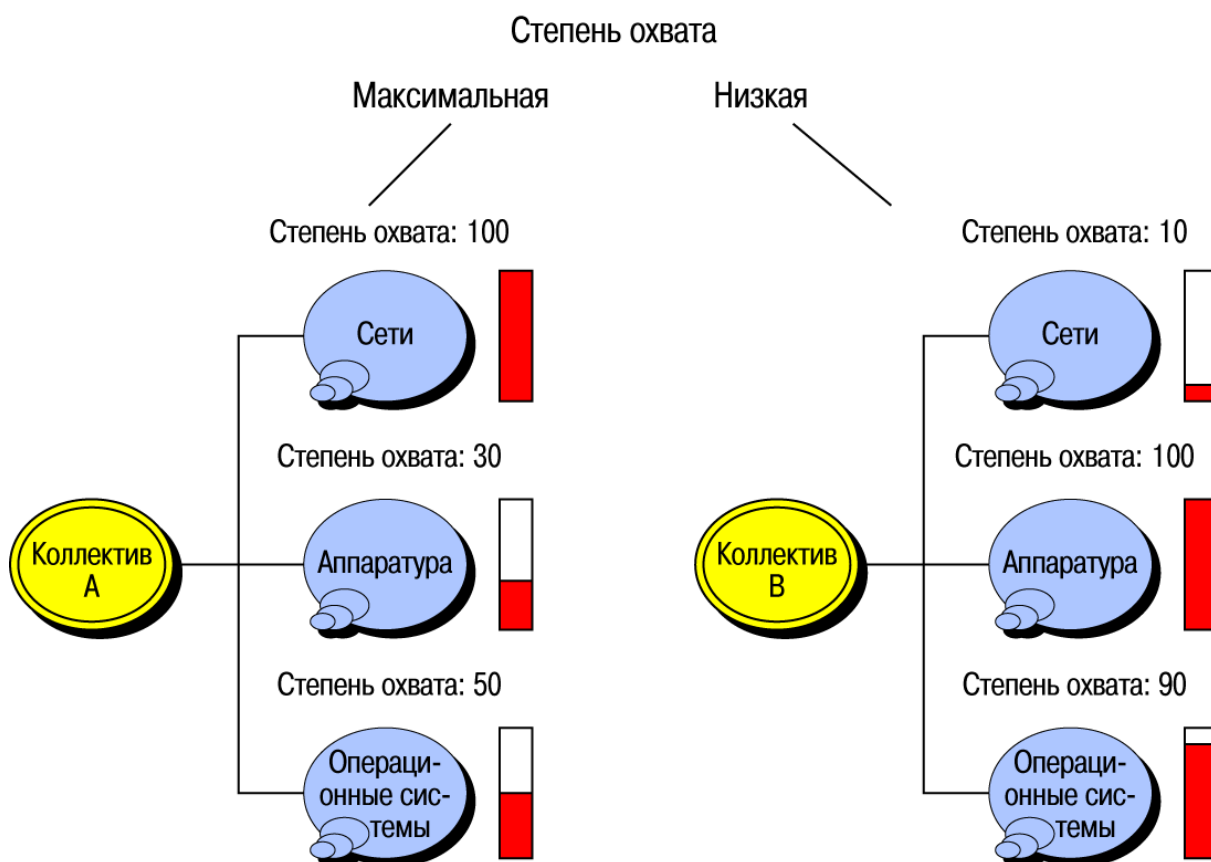 Степень охвата
Максимальная
Низкая
Степень охвата: 100
Степень охвата: 10
Сети
Сети
Степень охвата: 30
Степень охвата: 100
Коллектив
А
Аппаратура
Коллектив
В
Аппаратура
Степень охвата: 50
Степень охвата: 90
Операци-
онные сис-
темы
Операци-
онные сис-
темы